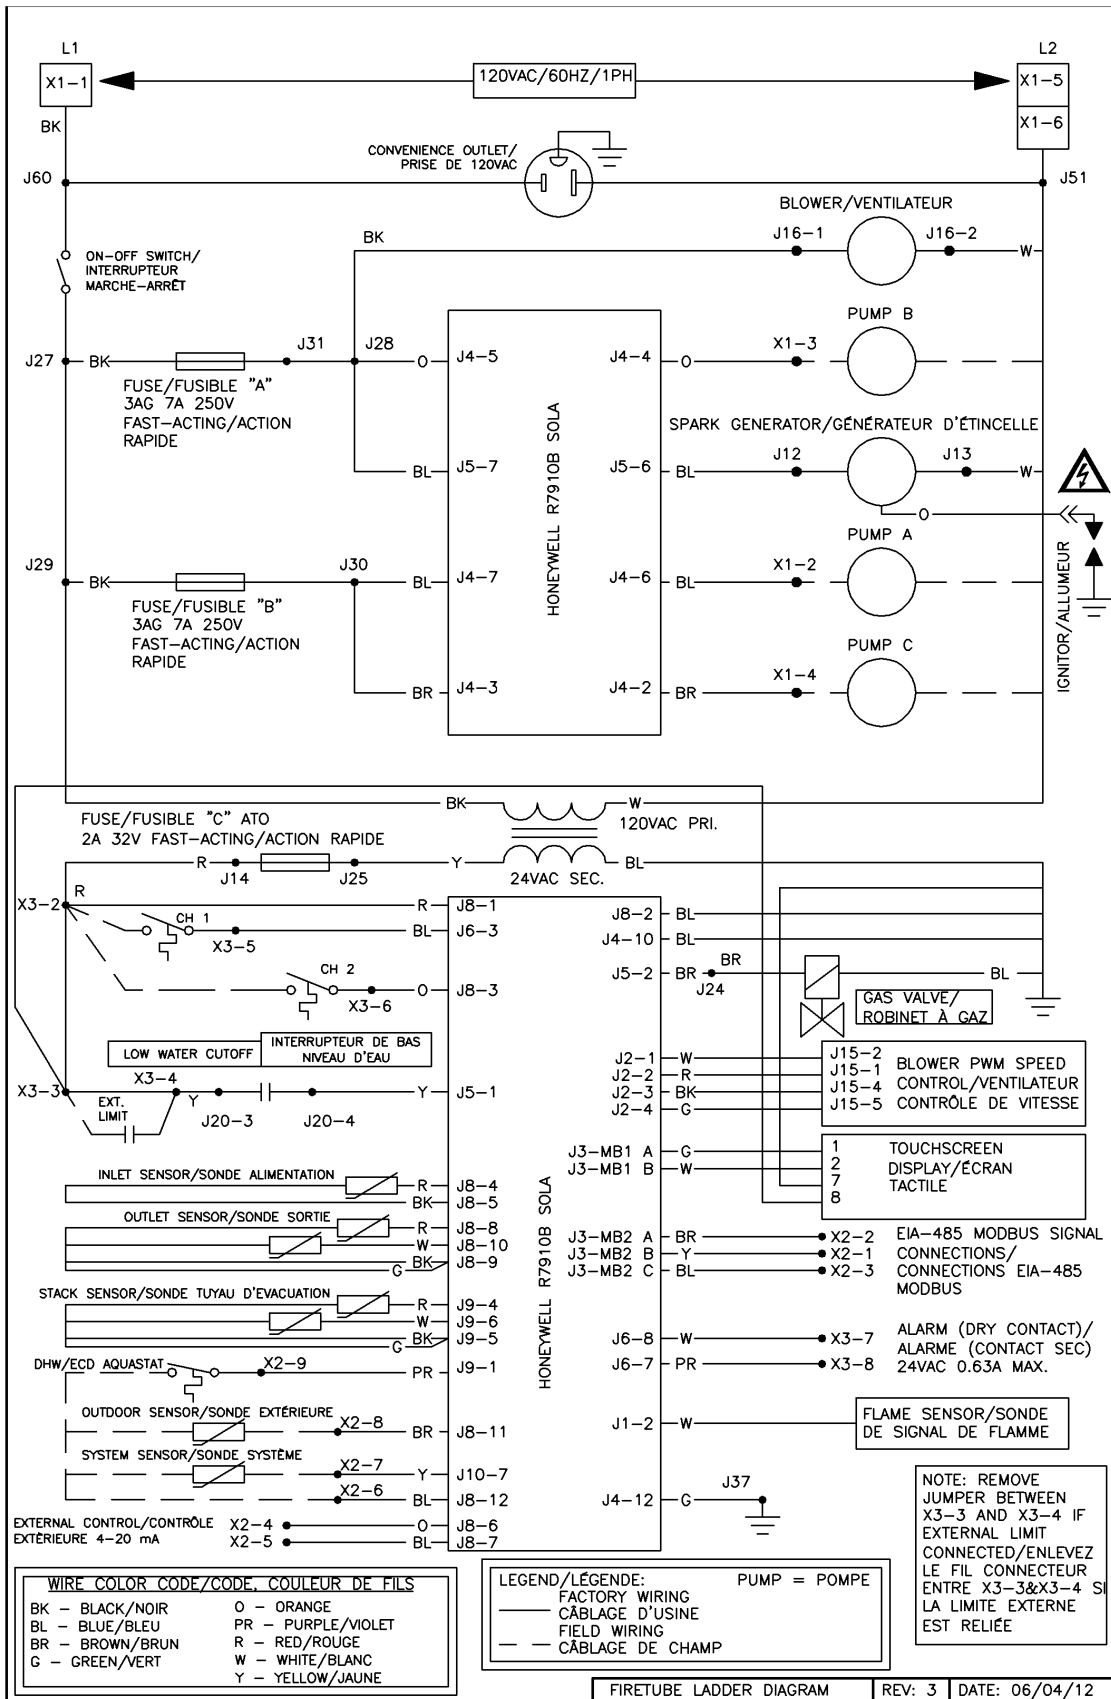 L1
L2
X1-1
120VAC/60HZ/1PH
X1-5
X1-6
BK
CONVENIENCE OUTLET/
PRISE DE 120VAC
J60
J51
BLOWER/VENTILATEUR
BK
J16-1
J16-2
W
ON-OFF SWITCH/
INTERRUPTEUR
MARCHE-ARRÊT
PUMP B
J27
BK
J31
J28
O
J4-5
J4-4
O
X1-3
FUSE/FUSIBLE "A"
3AG 7A 250V
FAST-ACTING/ACTION
RAPIDE
HONEYWELL R7910B SOLA
SPARK GENERATOR/GÉNÉRATEUR D'ÉTINCELLE
BL
J5-7
J5-6
BL
J12
J13
W
O
PUMP A
J29
BK
J30
BL
J4-7
J4-6
BL
X1-2
IGNITOR/ALLUMEUR
FUSE/FUSIBLE "B"
3AG 7A 250V
FAST-ACTING/ACTION
RAPIDE
PUMP C
BR
J4-3
J4-2
BR
X1-4
BK
W
FUSE/FUSIBLE "C" ATO
2A 32V FAST-ACTING/ACTION RAPIDE
120VAC PRI.
R
J14
J25
Y
BL
24VAC SEC.
R
X3-2
R
J8-1
J8-2
BL
CH 1
X3-5
BL
J6-3
J4-10
BL
CH 2
X3-6
O
J8-3
J5-2
BR
BR
J24
BL
GAS VALVE/
ROBINET À GAZ
LOW WATER CUTOFF
INTERRUPTEUR DE BAS
NIVEAU D'EAU
X3-3
X3-4
EXT.
LIMIT
Y
J20-3
J20-4
Y
J5-1
J2-1
W
J15-2
J2-2
R
J15-1
J2-3
BK
J15-4
J2-4
G
J15-5
BLOWER PWM SPEED
CONTROL/VENTILATEUR
CONTRÔLE DE VITESSE
J3-MB1 A
G
1
J3-MB1 B
W
2
7
8
TOUCHSCREEN
DISPLAY/ÉCRAN
TACTILE
INLET SENSOR/SONDE ALIMENTATION
R
J8-4
BK
J8-5
OUTLET SENSOR/SONDE SORTIE
R
J8-8
W
J8-10
BK
J8-9
G
HONEYWELL R7910B SOLA
J3-MB2 A
BR
X2-2
J3-MB2 B
Y
X2-1
J3-MB2 C
BL
X2-3
EIA-485 MODBUS SIGNAL
CONNECTIONS/
CONNECTIONS EIA-485
MODBUS
STACK SENSOR/SONDE TUYAU D'EVACUATION
R
J9-4
W
J9-6
BK
J9-5
G
J6-8
W
X3-7
J6-7
PR
X3-8
ALARM (DRY CONTACT)/
ALARME (CONTACT SEC)
24VAC 0.63A MAX.
DHW/ECD AQUASTAT
X2-9
PR
J9-1
OUTDOOR SENSOR/SONDE EXTÉRIEURE
X2-8
BR
J8-11
J1-2
W
FLAME SENSOR/SONDE
DE SIGNAL DE FLAMME
SYSTEM SENSOR/SONDE SYSTÈME
X2-7
Y
J10-7
X2-6
BL
J8-12
J4-12
G
J37
EXTERNAL CONTROL/CONTRÔLE
EXTÈRIEURE 4-20 mA
X2-4
O
J8-6
X2-5
BL
J8-7
NOTE: REMOVE
JUMPER BETWEEN
X3-3 AND X3-4 IF
EXTERNAL LIMIT
CONNECTED/ENLEVEZ
LE FIL CONNECTEUR
ENTRE X3-3&X3-4 SI
LA LIMITE EXTERNE
EST RELIÉE
WIRE COLOR CODE/CODE, COULEUR DE FILS
BK - BLACK/NOIR
BL - BLUE/BLEU
BR - BROWN/BRUN
G - GREEN/VERT
O - ORANGE
PR - PURPLE/VIOLET
R - RED/ROUGE
W - WHITE/BLANC
Y - YELLOW/JAUNE
LEGEND/LÉGENDE:
PUMP = POMPE
FACTORY WIRING
CÂBLAGE D'USINE
FIELD WIRING
CÂBLAGE DE CHAMP
FIRETUBE LADDER DIAGRAM
REV: 3
DATE: 06/04/12